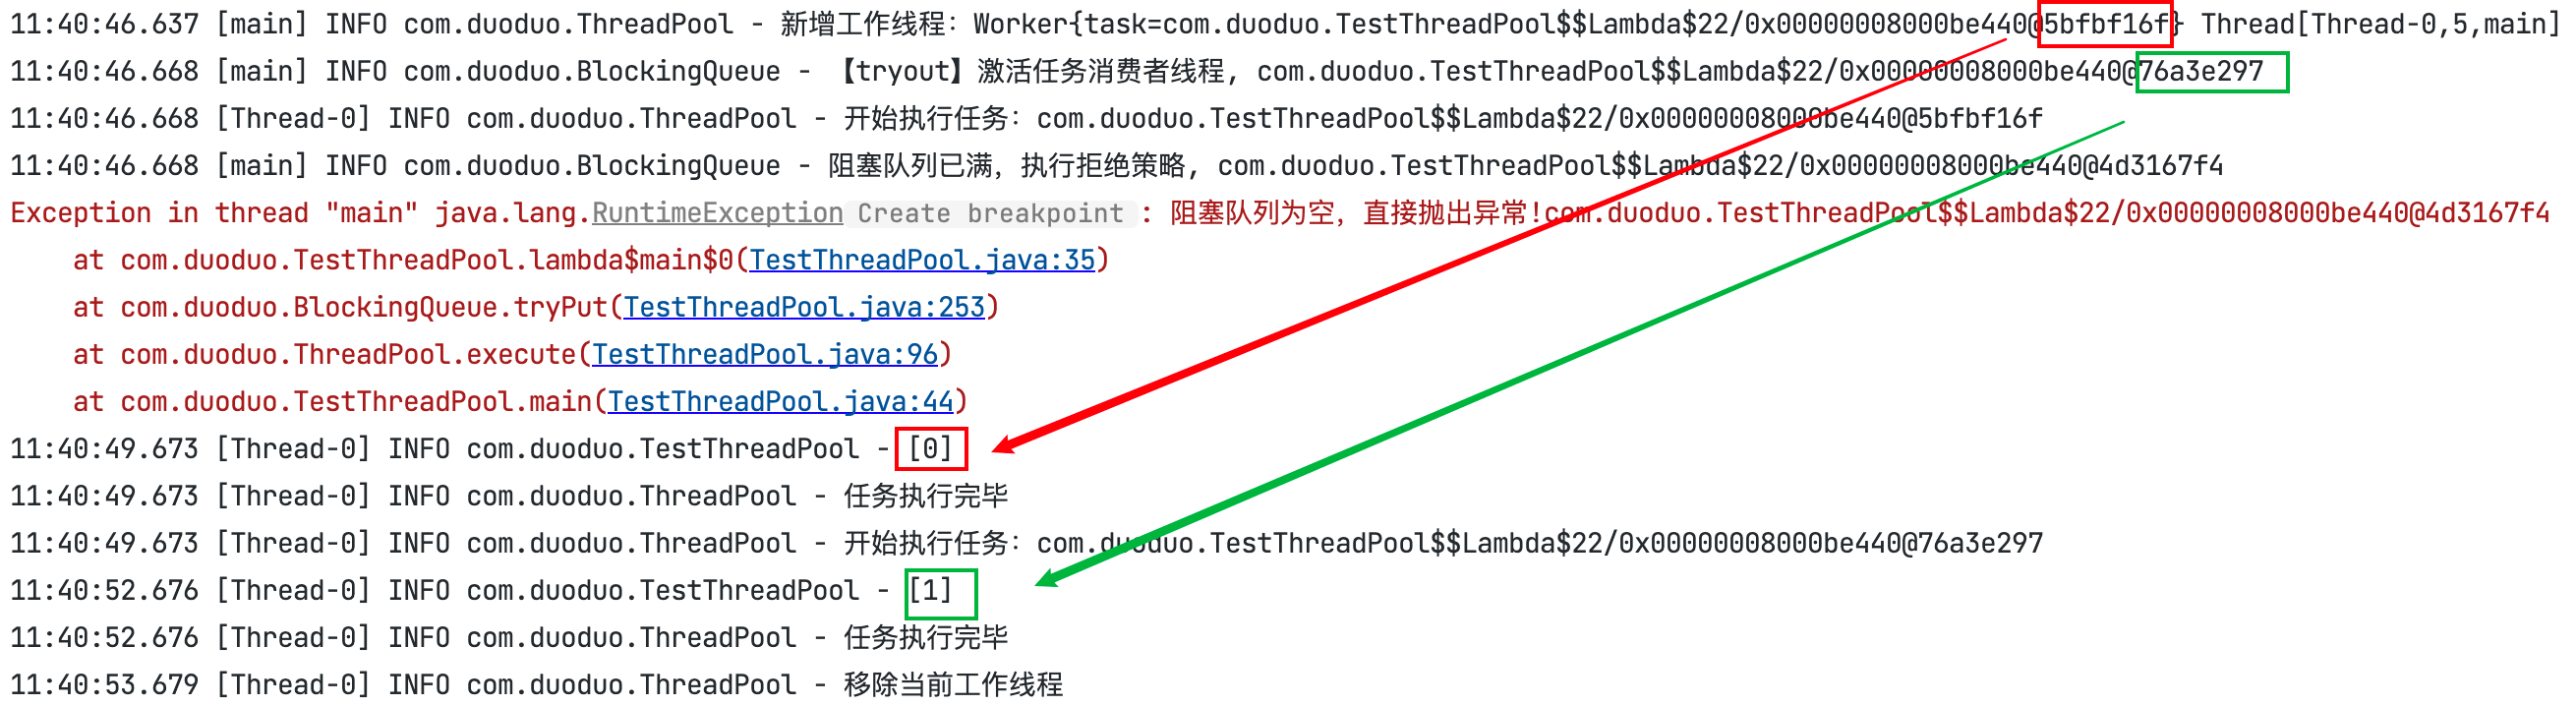 11:40:46.637 [main] INFO com.duoduo.ThreadPool - 新增工作线程：Worker{task=com.duoduo.TestThreadPool$$Lambda$22/0x00000008000be440@5bfbf16f} Thread[Thread-0,5,main]
11:40:46.668 [main] INFO com.duoduo.BlockingQueue - 【tryout】激活任务消费者线程, com.duoduo.TestThreadPool$$Lambda$22/0x00000008000be440@76a3e297
11:40:46.668 [Thread-0] INFO com.duoduo.ThreadPool - 开始执行任务：com.duoduo.TestThreadPool$$Lambda$22/0x00000008000be440@5bfbf16f
11:40:46.668 [main] INFO com.duoduo.BlockingQueue - 阻塞队列已满，执行拒绝策略, com.duoduo.TestThreadPool$$Lambda$22/0x00000008000be440@4d3167f4
Exception in thread "main" java.lang.RuntimeException Create breakpoint : 阻塞队列为空，直接抛出异常!com.duoduo.TestThreadPool$$Lambda$22/0x00000008000be440@4d3167f4
at com.duoduo.TestThreadPool.lambda$main$0(TestThreadPool.java:35)
at com.duoduo.BlockingQueue.tryPut(TestThreadPool.java:253)
at com.duoduo.ThreadPool.execute(TestThreadPool.java:96)
at com.duoduo.TestThreadPool.main(TestThreadPool.java:44)
11:40:49.673 [Thread-0] INFO com.duoduo.TestThreadPool - [0]
11:40:49.673 [Thread-0] INFO com.duoduo.ThreadPool - 任务执行完毕
11:40:49.673 [Thread-0] INFO com.duoduo.ThreadPool - 开始执行任务：com.duoduo.TestThreadPool$$Lambda$22/0x00000008000be440@76a3e297
11:40:52.676 [Thread-0] INFO com.duoduo.TestThreadPool - [1]
11:40:52.676 [Thread-0] INFO com.duoduo.ThreadPool - 任务执行完毕
11:40:53.679 [Thread-0] INFO com.duoduo.ThreadPool - 移除当前工作线程